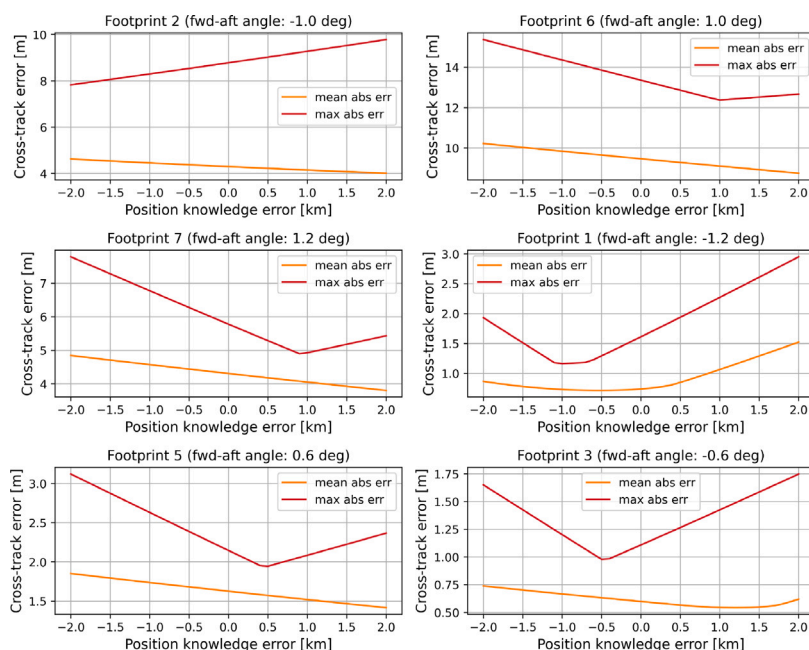 Footprint 2 (fwd-aft angle: -1.0 deg)
Cross-track error [m]
10
8
6
4
mean abs err
max abs err
−2.0 −1.5 −1.0 −0.5 0.0 0.5 1.0 1.5 2.0
Position knowledge error [km]
Footprint 6 (fwd-aft angle: 1.0 deg)
Cross-track error [m]
14
12
10
mean abs err
max abs err
−2.0 −1.5 −1.0 −0.5 0.0 0.5 1.0 1.5 2.0
Position knowledge error [km]
Footprint 7 (fwd-aft angle: 1.2 deg)
Cross-track error [m]
7
6
5
4
mean abs err
max abs err
−2.0 −1.5 −1.0 −0.5 0.0 0.5 1.0 1.5 2.0
Position knowledge error [km]
Footprint 1 (fwd-aft angle: -1.2 deg)
Cross-track error [m]
3.0
2.5
2.0
1.5
1.0
mean abs err
max abs err
−2.0 −1.5 −1.0 −0.5 0.0 0.5 1.0 1.5 2.0
Position knowledge error [km]
Footprint 5 (fwd-aft angle: 0.6 deg)
Cross-track error [m]
3.0
2.5
2.0
1.5
mean abs err
max abs err
−2.0 −1.5 −1.0 −0.5 0.0 0.5 1.0 1.5 2.0
Position knowledge error [km]
Footprint 3 (fwd-aft angle: -0.6 deg)
Cross-track error [m]
1.75
1.50
1.25
1.00
0.75
0.50
mean abs err
max abs err
−2.0 −1.5 −1.0 −0.5 0.0 0.5 1.0 1.5 2.0
Position knowledge error [km]